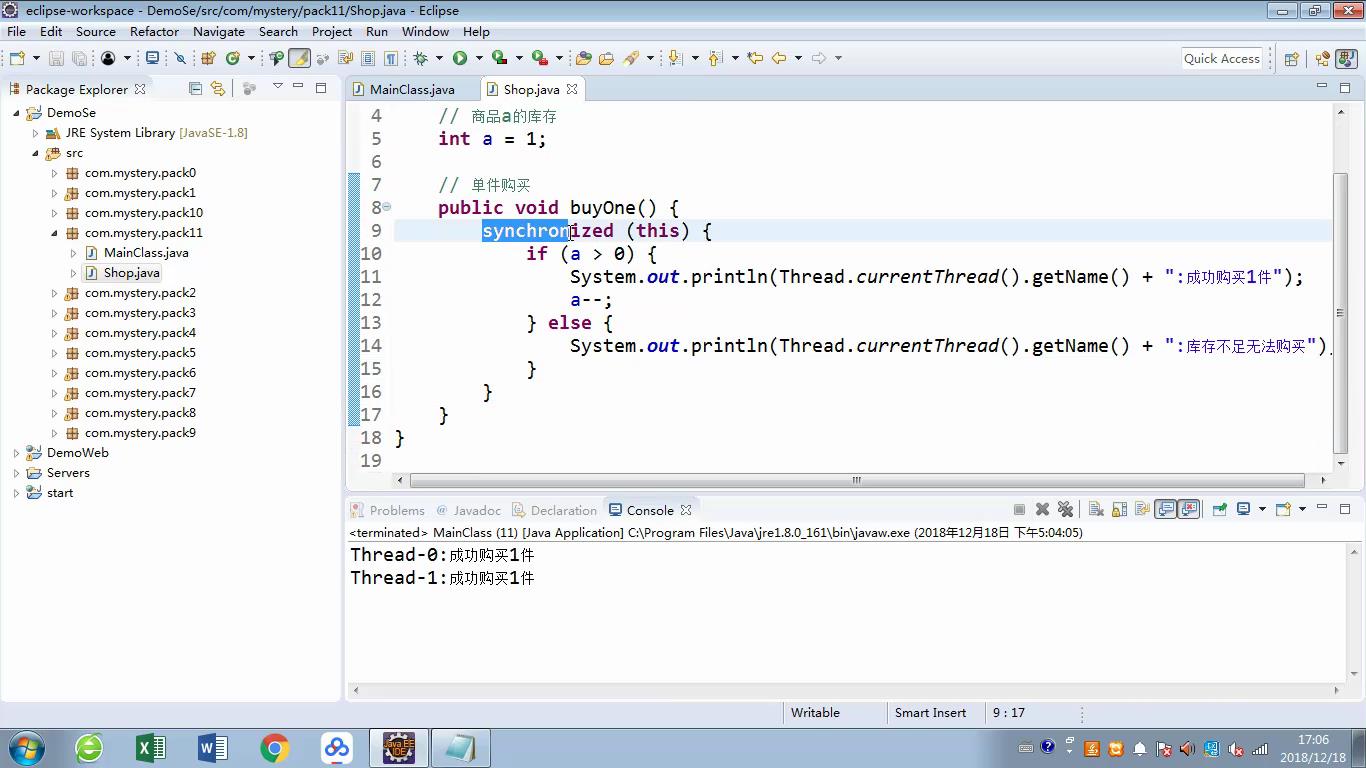 eclipse-workspace - DemoSe/src/com/mystery/pack11/Shop.java - Eclipse
File Edit Source Refactor Navigate Search Project Run Window Help
Quick Access
Package Explorer
DemoSe
JRE System Library [JavaSE-1.8]
src
com.mystery.pack0
com.mystery.pack1
com.mystery.pack10
com.mystery.pack11
MainClass.java
Shop.java
com.mystery.pack2
com.mystery.pack3
com.mystery.pack4
com.mystery.pack5
com.mystery.pack6
com.mystery.pack7
com.mystery.pack8
com.mystery.pack9
DemoWeb
Servers
start
MainClass.java Shop.java
4 // 商品a的库存
5 int a = 1;
6
7 // 单件购买
8 public void buyOne() {
9 synchronized (this) {
10 if (a > 0) {
11 System.out.println(Thread.currentThread().getName() + ":成功购买1件");
12 a--;
13 } else {
14 System.out.println(Thread.currentThread().getName() + ":库存不足无法购买")
15 }
16 }
17 }
18 }
19
Problems @ Javadoc Declaration Console
<terminated> MainClass (11) [Java Application] C:\Program Files\Java\jre1.8.0_161\bin\javaw.exe (2018年12月18日 下午5:04:05)
Thread-0:成功购买1件
Thread-1:成功购买1件
Writable Smart Insert 9 : 17
Java EE
IDE
17:06
2018/12/18